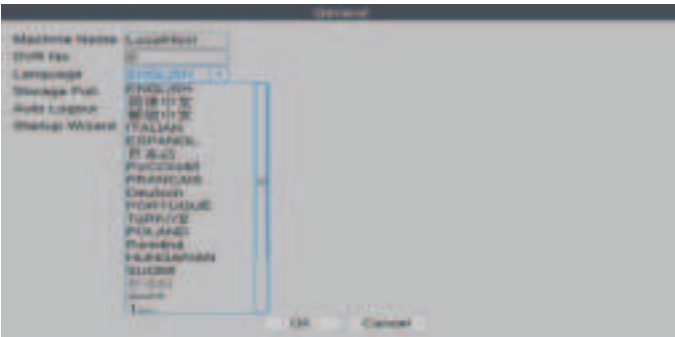 General
Machine Name LocalHost
DVR No.
Language ENGLISH
Storage Full
Auto Logout
Startup Wizard
ENGLISH
简体中文
繁體中文
ITALIAN
ESPANOL
日本語
РУССКИЙ
FRANCAIS
Deutsch
PORTUGUÊ
TÜRKIYE
POLAND
Română
HUNGARIAN
SUOMI
OK Cancel